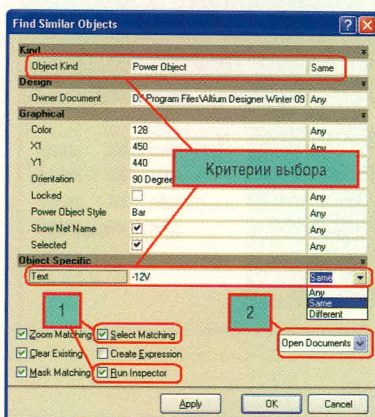 Find Similar Objects
Kind
Object Kind Power Object Same
Design
Owner Document D:\Program Files\Altium Designer Winter 09 Any
Graphical
Color 128 Any
X1 450 Any
Y1 440 Any
Orientation 90 Degree Any
Locked Any
Power Object Style Bar Any
Show Net Name Any
Selected Any
Критерии выбора
Object Specific
Text -12V Same
Any
Same
Different
1
2
Zoom Matching Select Matching
Open Documents
Clear Existing Create Expression
Mask Matching Run Inspector
Apply OK Cancel